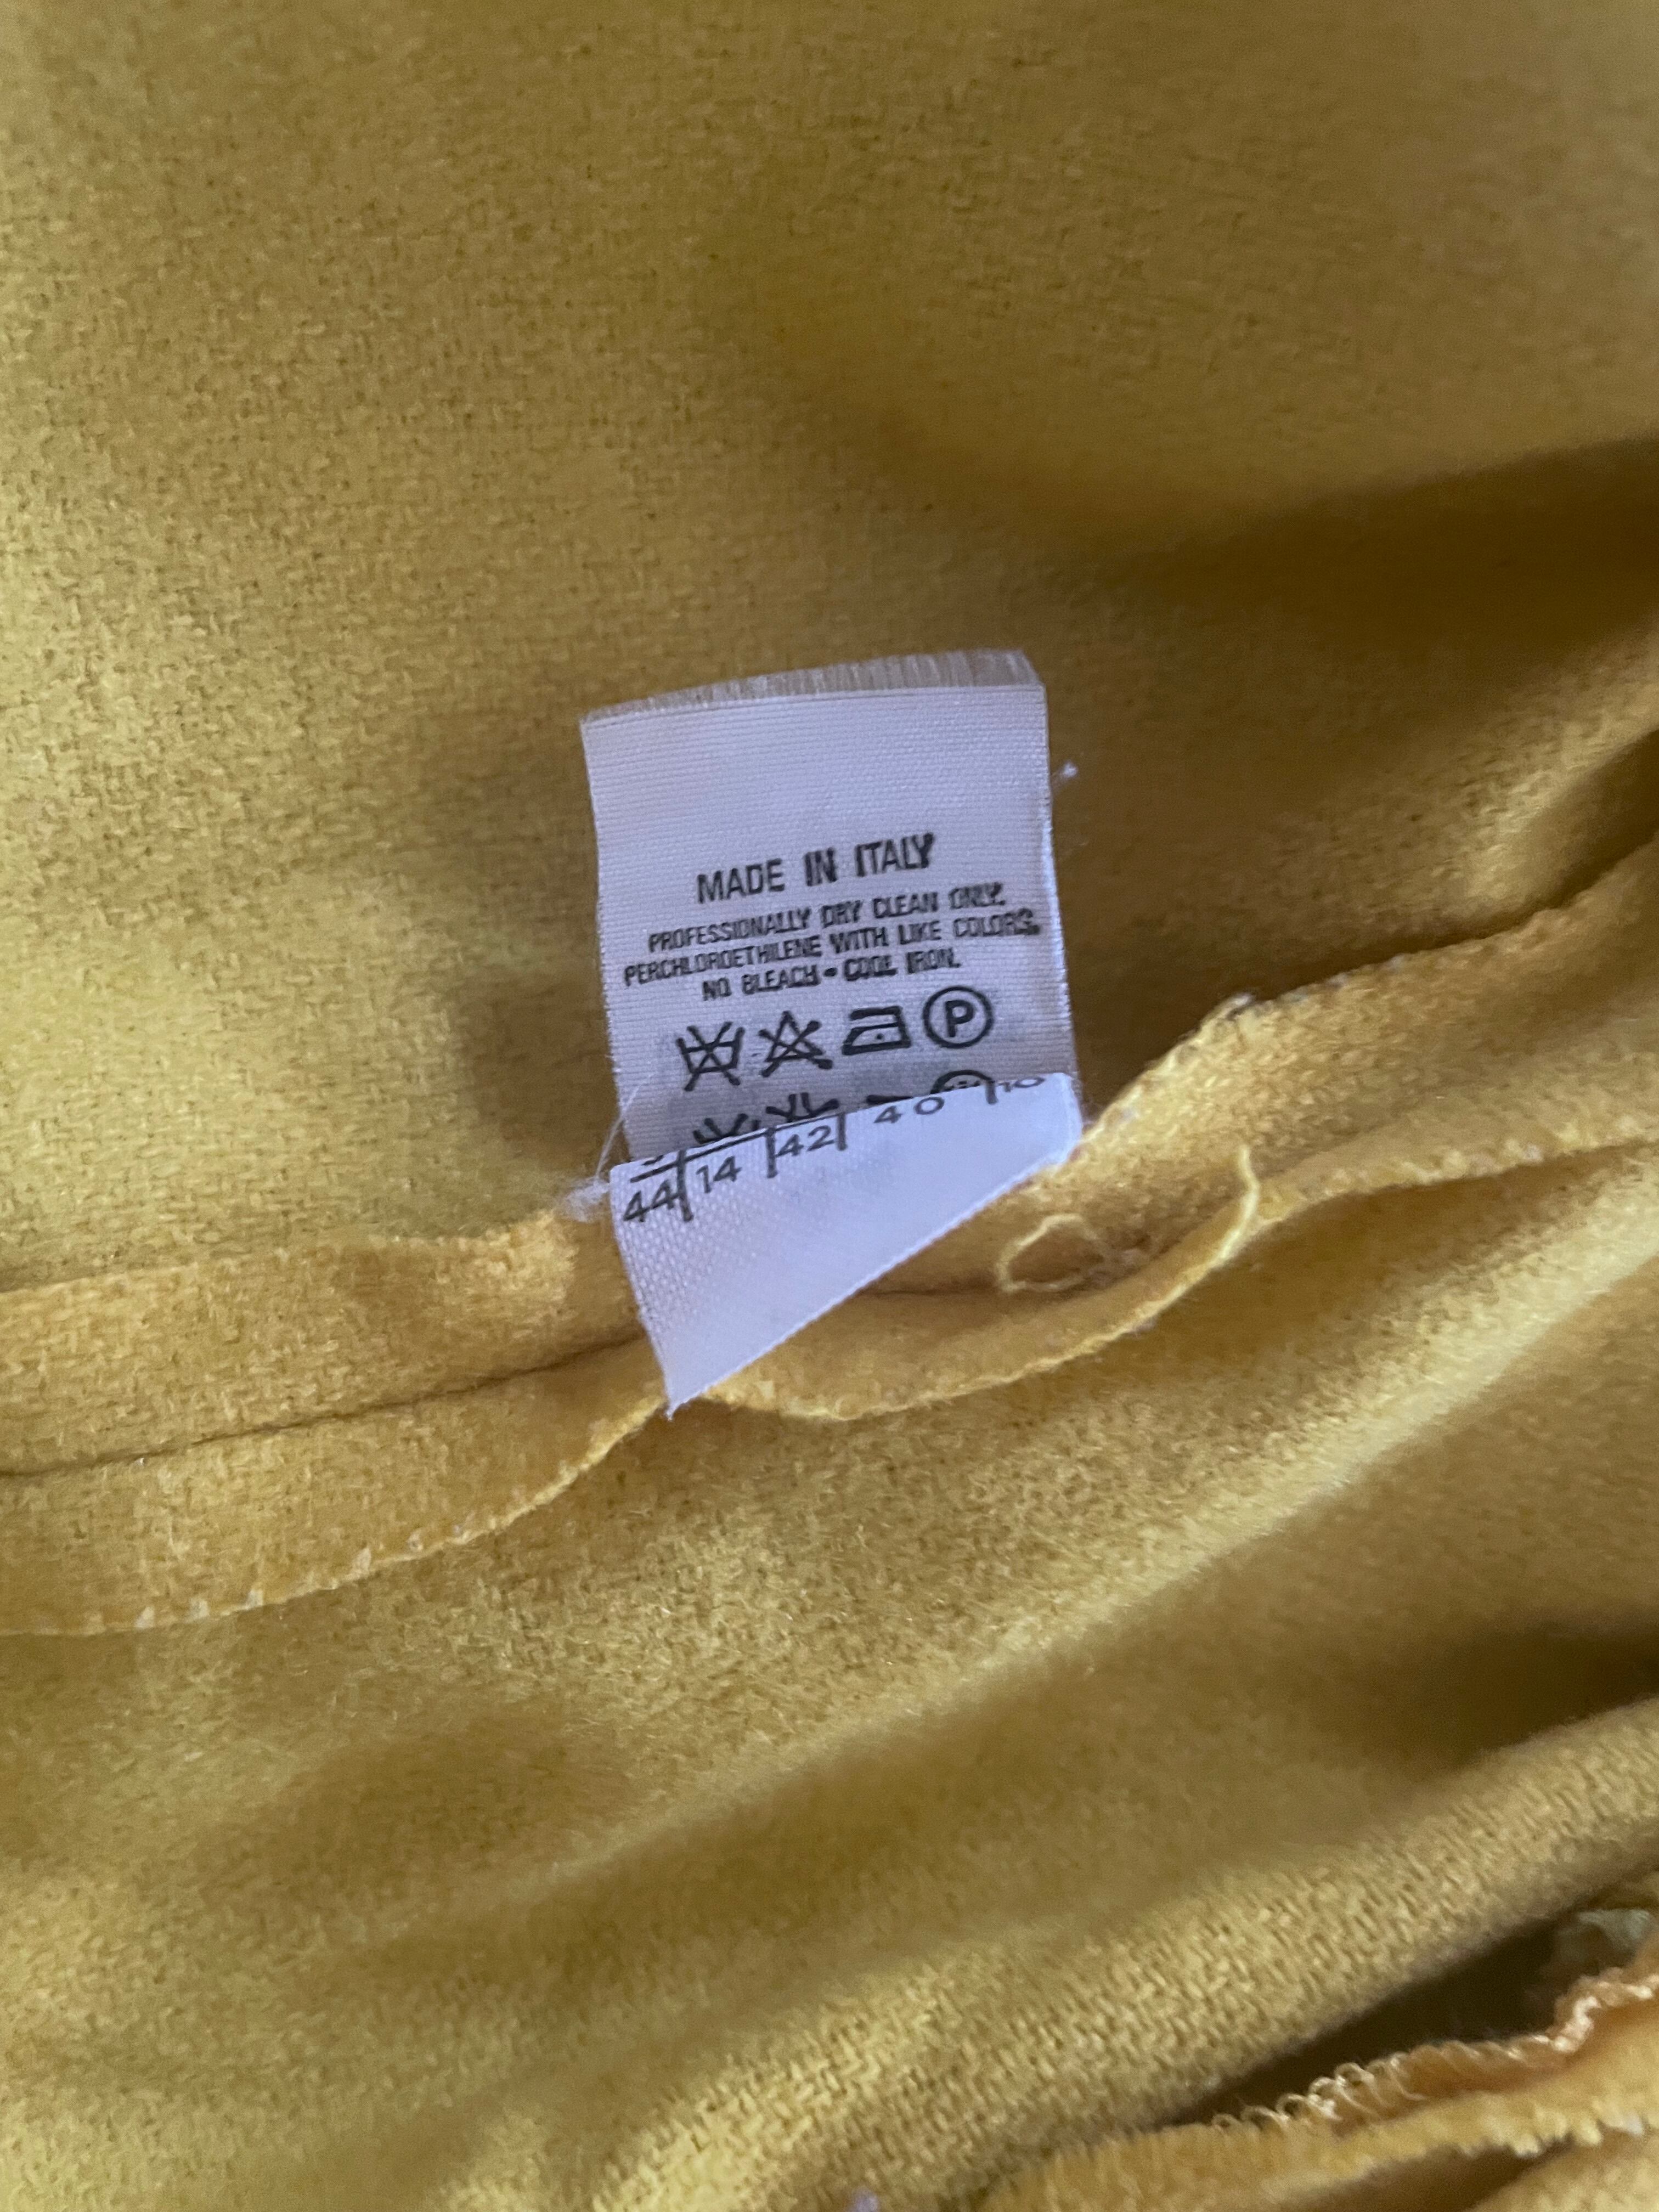 MADE IN ITALY
PROFESSIONALLY DRY CLEAN ONLY.
PERCHLOROETHILENE WITH LIKE COLORS.
NO BLEACH - COOL IRON.
P
44 14 42 40 10